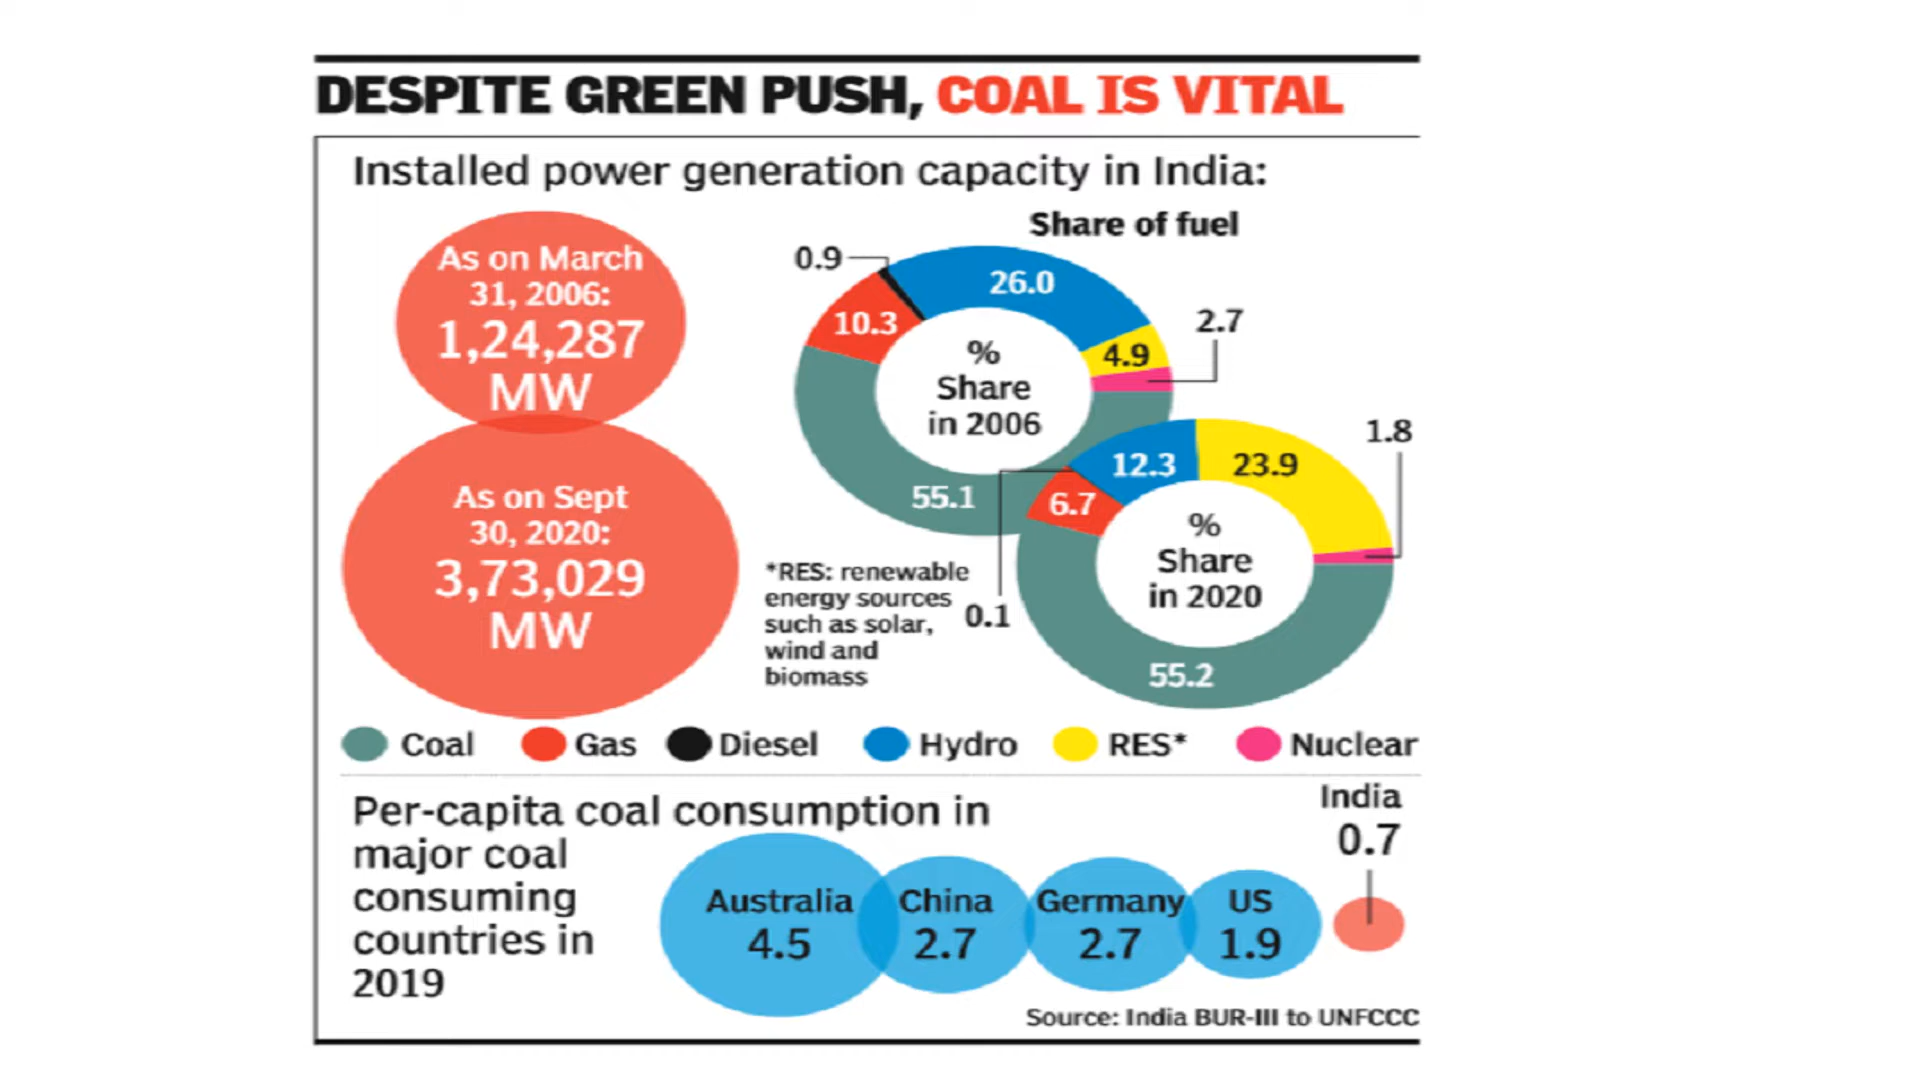 DESPITE GREEN PUSH, COAL IS VITAL
Installed power generation capacity in India:
As on March
31, 2006:
1,24,287
MW
As on Sept
30, 2020:
3,73,029
MW
Share of fuel
0.9
26.0
10.3
2.7
4.9
%
Share
in 2006
55.1
1.8
12.3
23.9
6.7
%
Share
in 2020
0.1
55.2
*RES: renewable
energy sources
such as solar,
wind and
biomass
Coal Gas Diesel Hydro RES* Nuclear
Per-capita coal consumption in
major coal
consuming
countries in
2019
Australia
4.5
China
2.7
Germany
2.7
US
1.9
India
0.7
Source: India BUR-III to UNFCCC